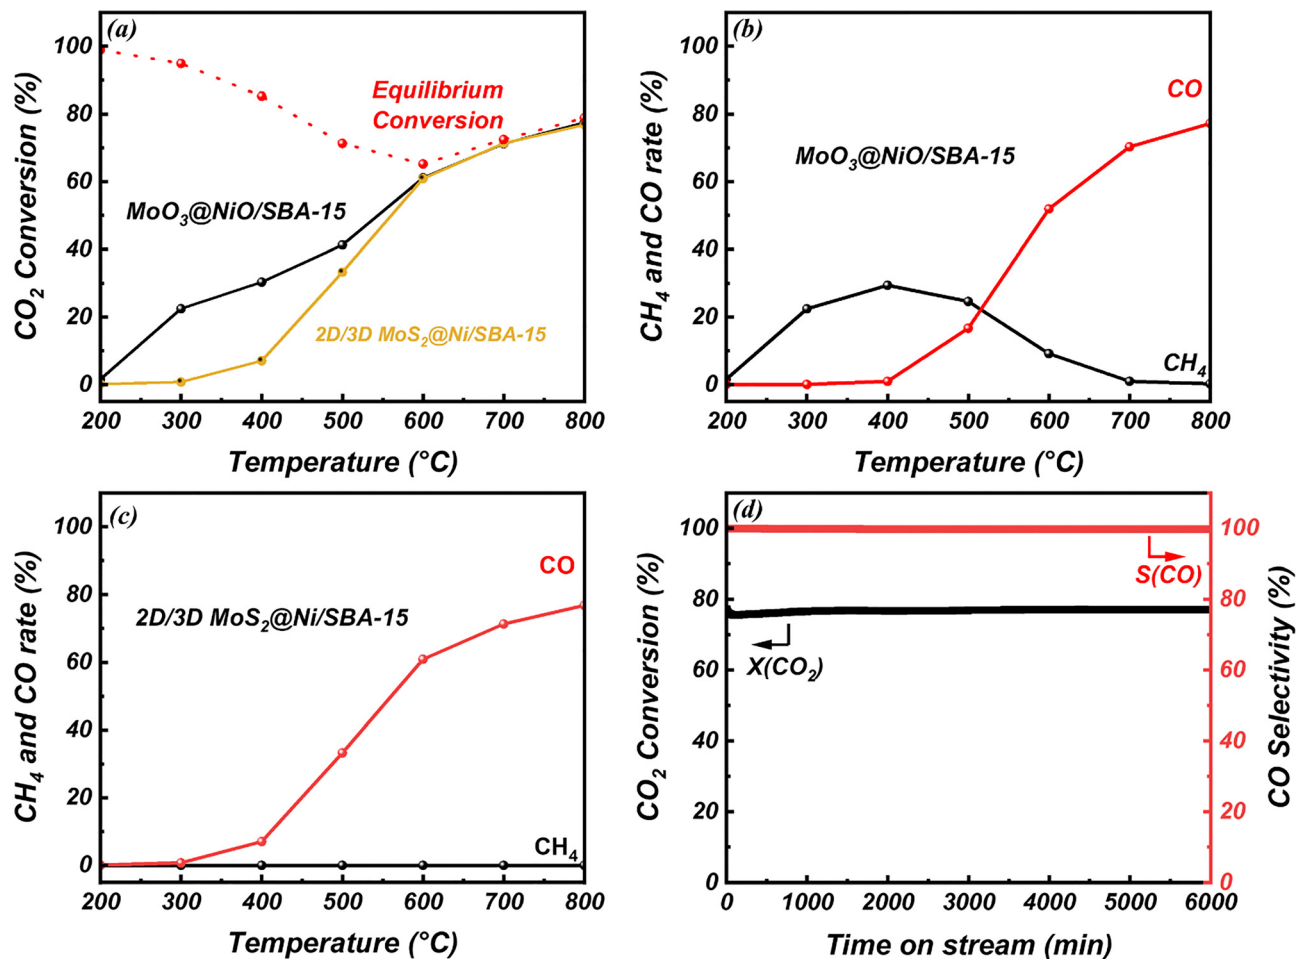 (a)
CO₂ Conversion (%)
100
80
60
40
20
0
Equilibrium
Conversion
MoO₃@NiO/SBA-15
2D/3D MoS₂@Ni/SBA-15
200 300 400 500 600 700 800
Temperature (°C)
(b)
CH₄ and CO rate (%)
100
80
60
40
20
0
CO
MoO₃@NiO/SBA-15
CH₄
200 300 400 500 600 700 800
Temperature (°C)
(c)
CH₄ and CO rate (%)
100
80
60
40
20
0
CO
2D/3D MoS₂@Ni/SBA-15
CH₄
200 300 400 500 600 700 800
Temperature (°C)
(d)
CO₂ Conversion (%)
100
80
60
40
20
0
S(CO)
X(CO₂)
100
80
60
40
20
0
CO Selectivity (%)
0 1000 2000 3000 4000 5000 6000
Time on stream (min)